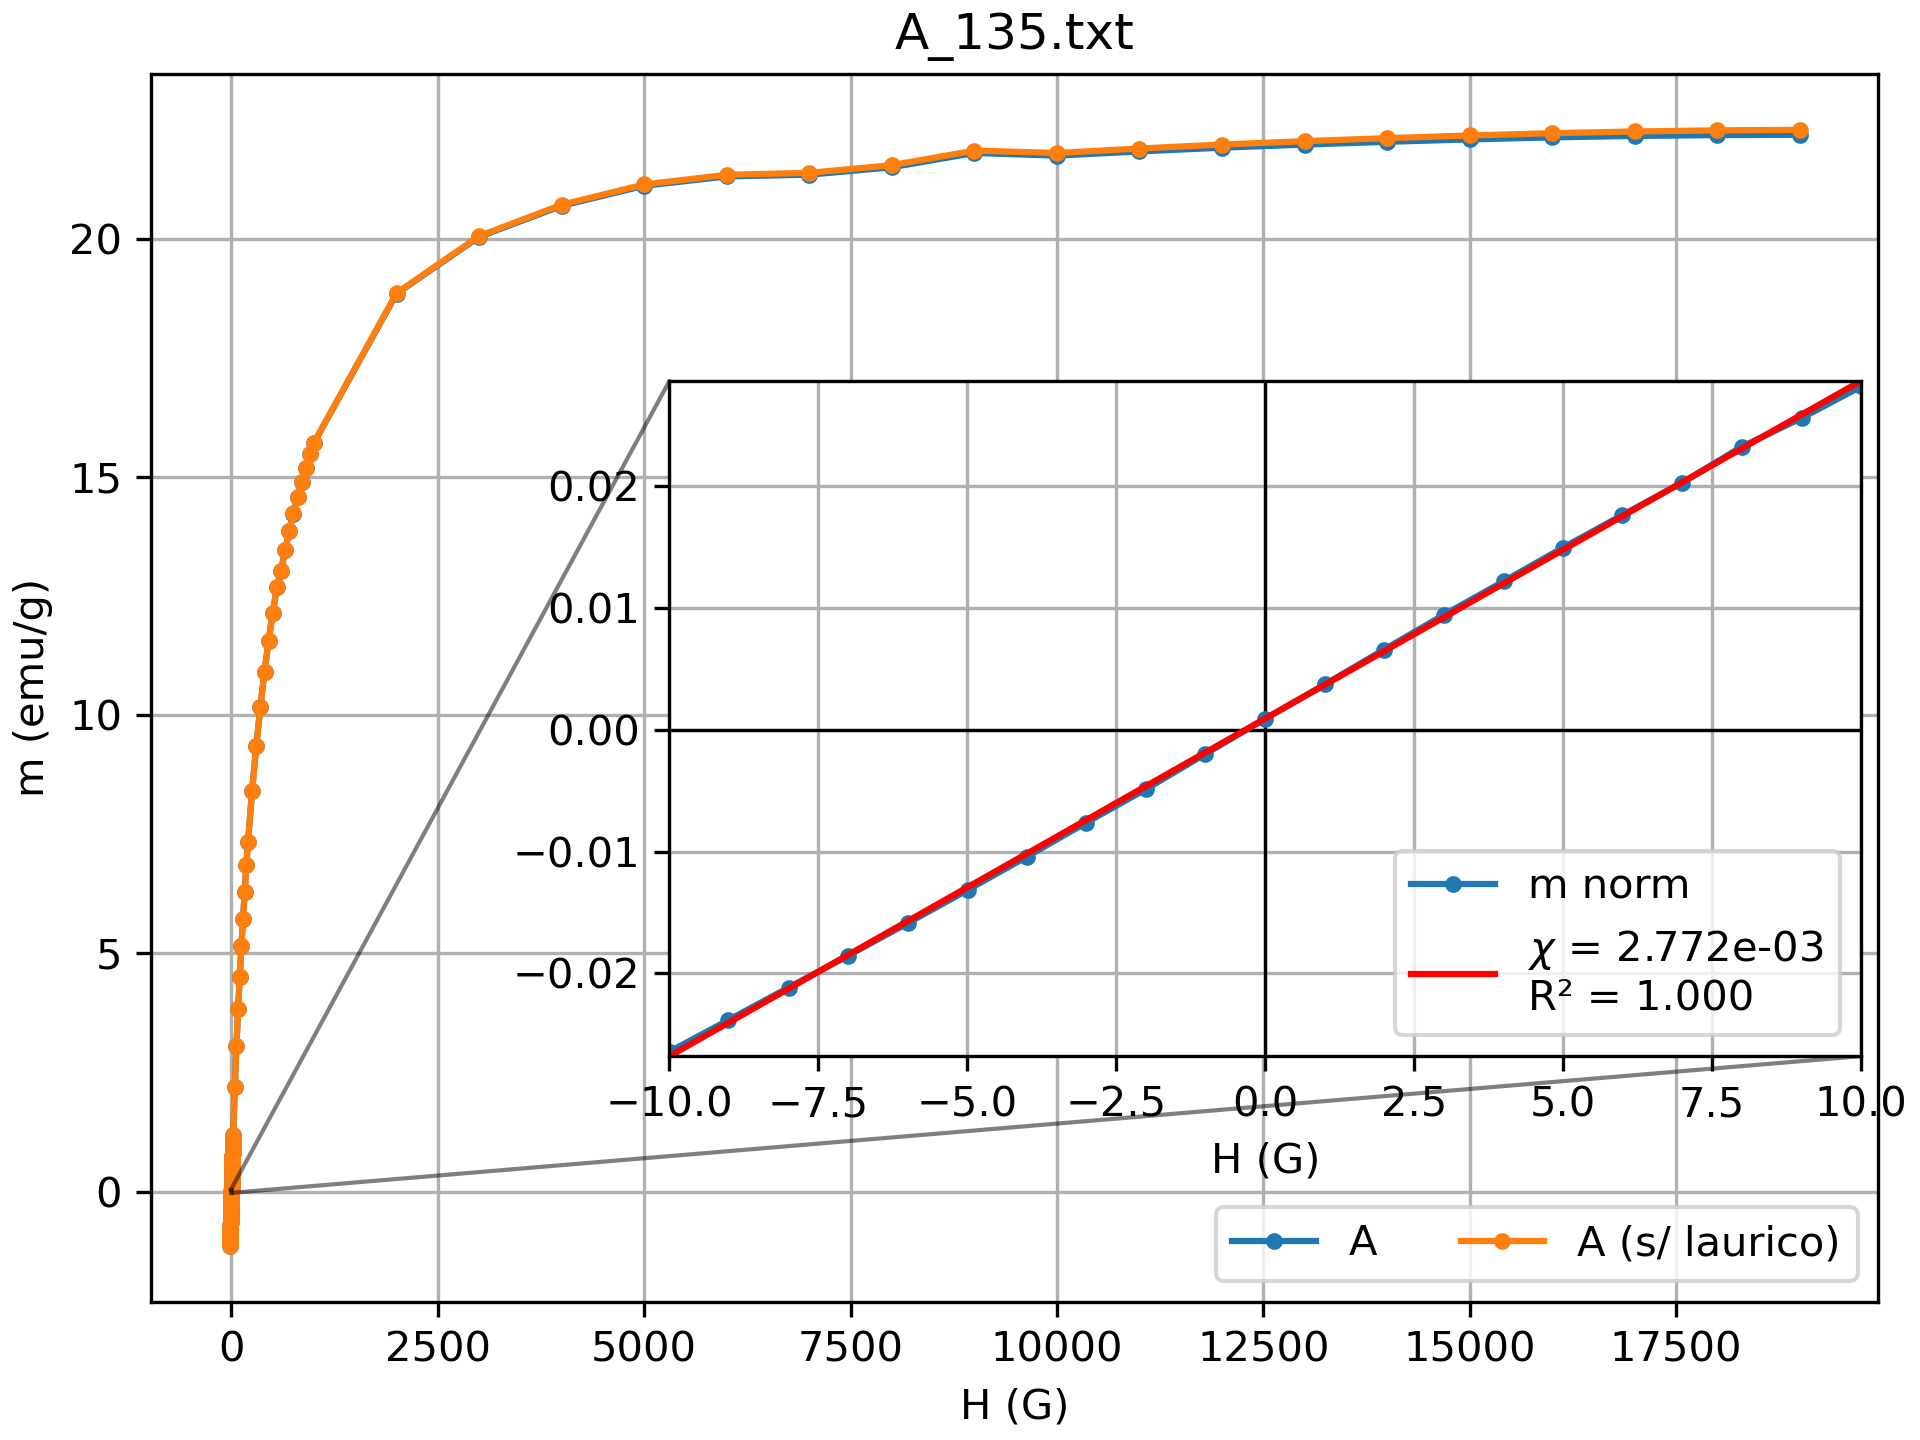 A_135.txt
m (emu/g)
20
15
10
5
0
0.02
0.01
0.00
−0.01
−0.02
m norm
χ = 2.772e-03
R² = 1.000
−10.0 −7.5 −5.0 −2.5 0.0 2.5 5.0 7.5 10.0
H (G)
A A (s/ laurico)
0 2500 5000 7500 10000 12500 15000 17500
H (G)